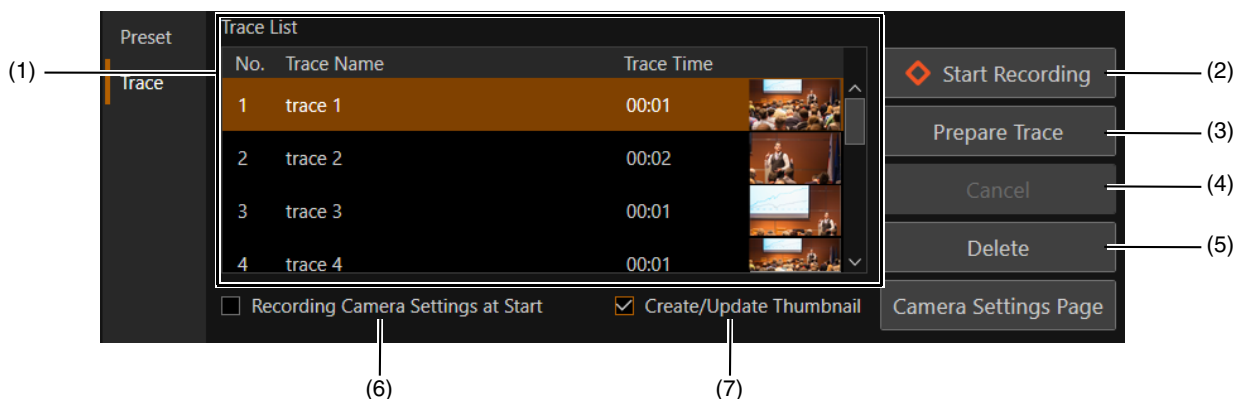 Preset
Trace
Trace List
No. Trace Name Trace Time
1 trace 1 00:01
2 trace 2 00:02
3 trace 3 00:01
4 trace 4 00:01
Recording Camera Settings at Start
Create/Update Thumbnail
Start Recording
Prepare Trace
Cancel
Delete
Camera Settings Page
(1)
(2)
(3)
(4)
(5)
(6)
(7)